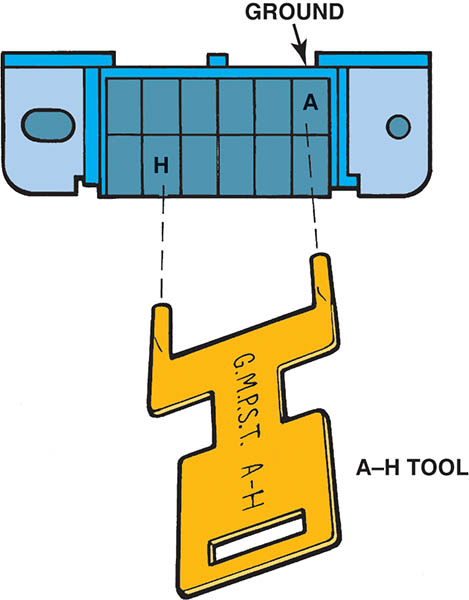 GROUND
A
H
G.M.P.S.T. A-H
A–H TOOL